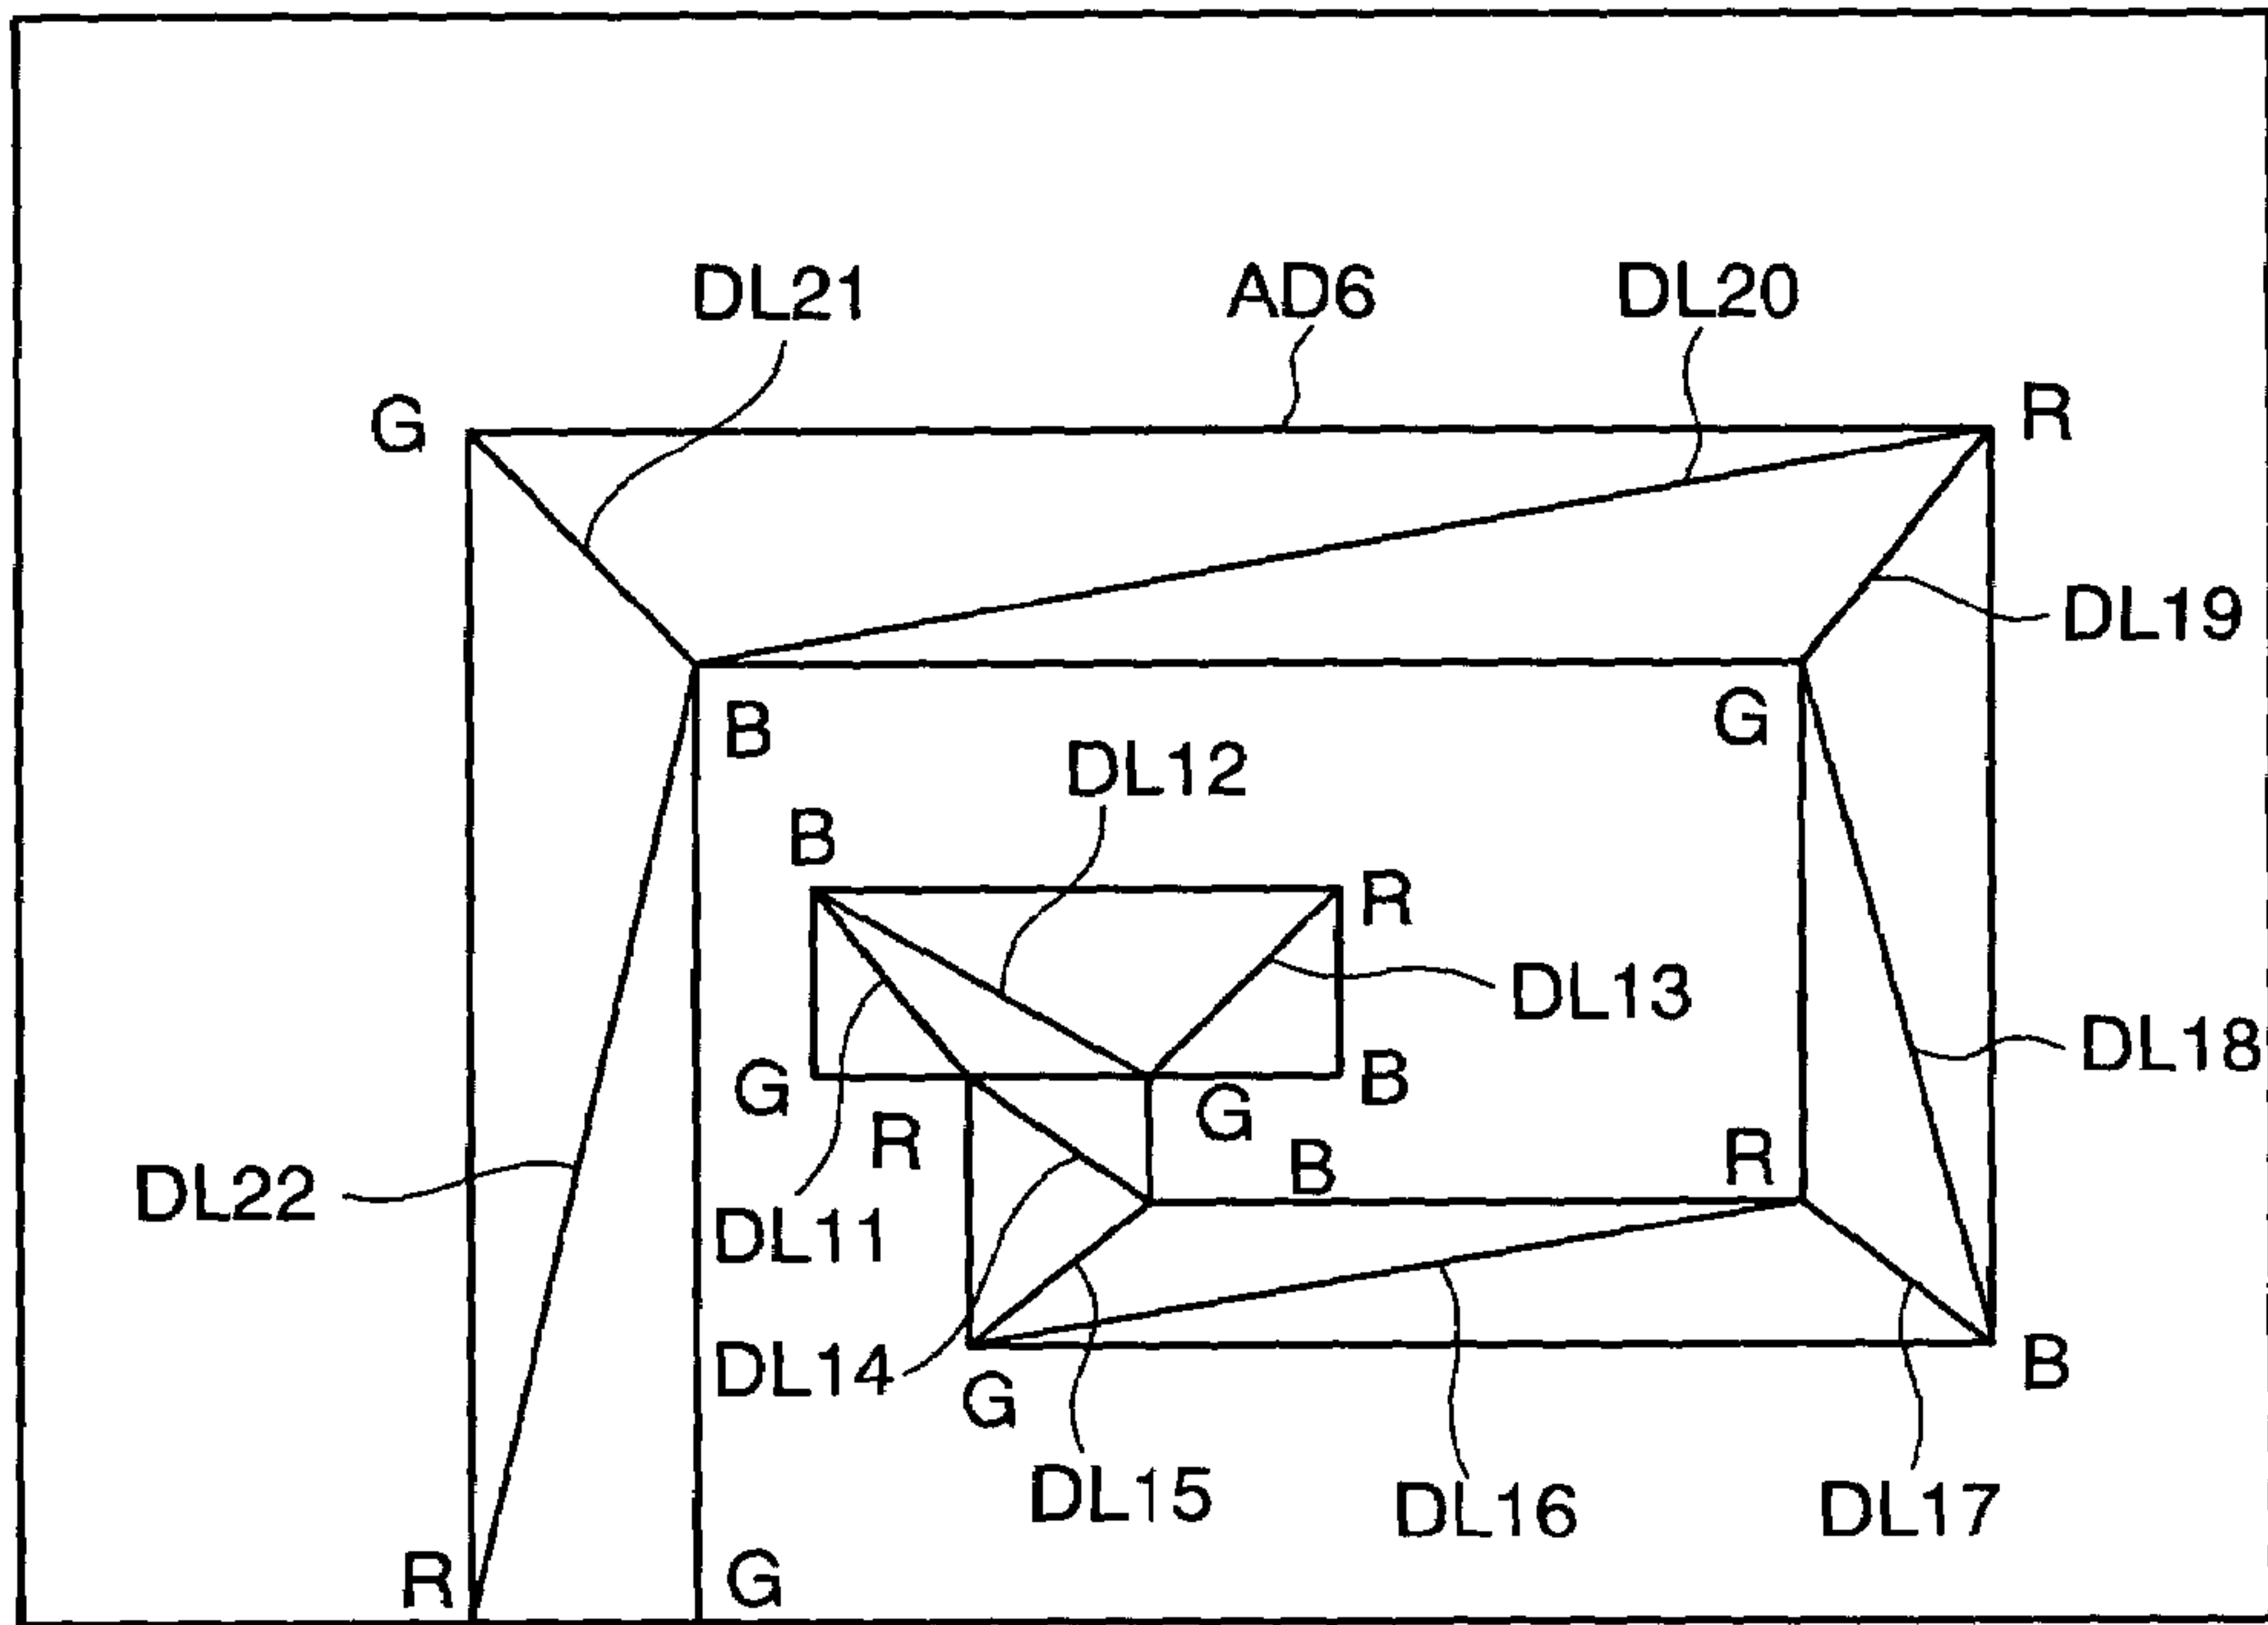 DL21 AD6 DL20
G R
DL19
B G
DL12
B
R
DL13
DL18
G B
R G
B R
DL22
DL11
DL14
G B
DL15 DL16 DL17
R G